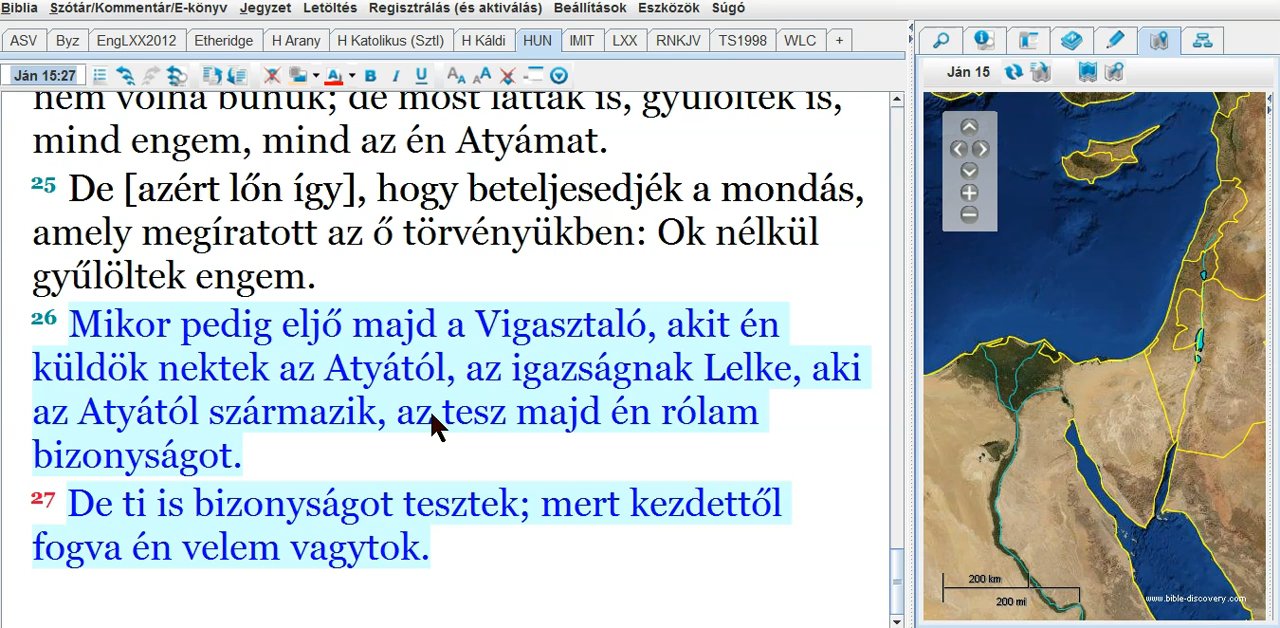 Biblia Szótár/Kommentár/E-könyv Jegyzet Letöltés Regisztrálás (és aktiválás) Beállítások Eszközök Súgó
ASV Byz EngLXX2012 Etheridge H Arany H Katolikus (Sztl) H Káldi HUN IMIT LXX RNKJV TS1998 WLC +
Ján 15:27
Ján 15
nem volna bűnük; de most láttak is, gyűlöltek is,
mind engem, mind az én Atyámat.
25 De [azért lőn így], hogy beteljesedjék a mondás,
amely megíratott az ő törvényükben: Ok nélkül
gyűlöltek engem.
26 Mikor pedig eljő majd a Vigasztaló, akit én
küldök nektek az Atyától, az igazságnak Lelke, aki
az Atyától származik, az tesz majd én rólam
bizonyságot.
27 De ti is bizonyságot tesztek; mert kezdettől
fogva én velem vagytok.
200 km
200 mi
www.bible-discovery.com